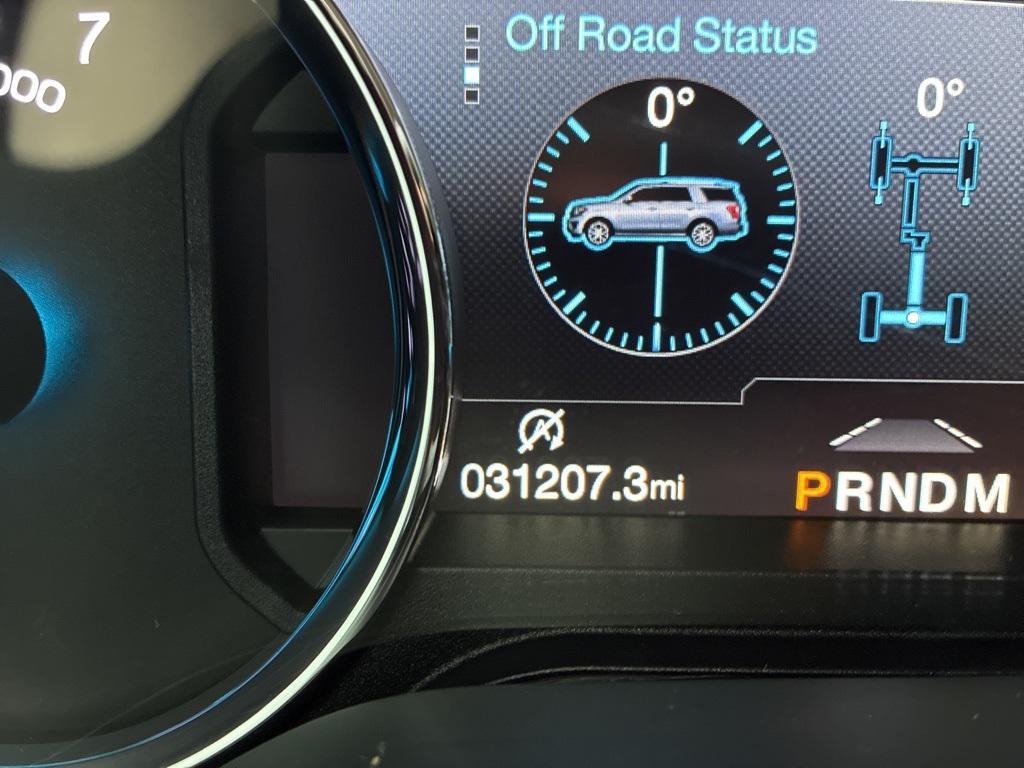 7
000
Off Road Status
0°
0°
A
031207.3mi
PRNDM